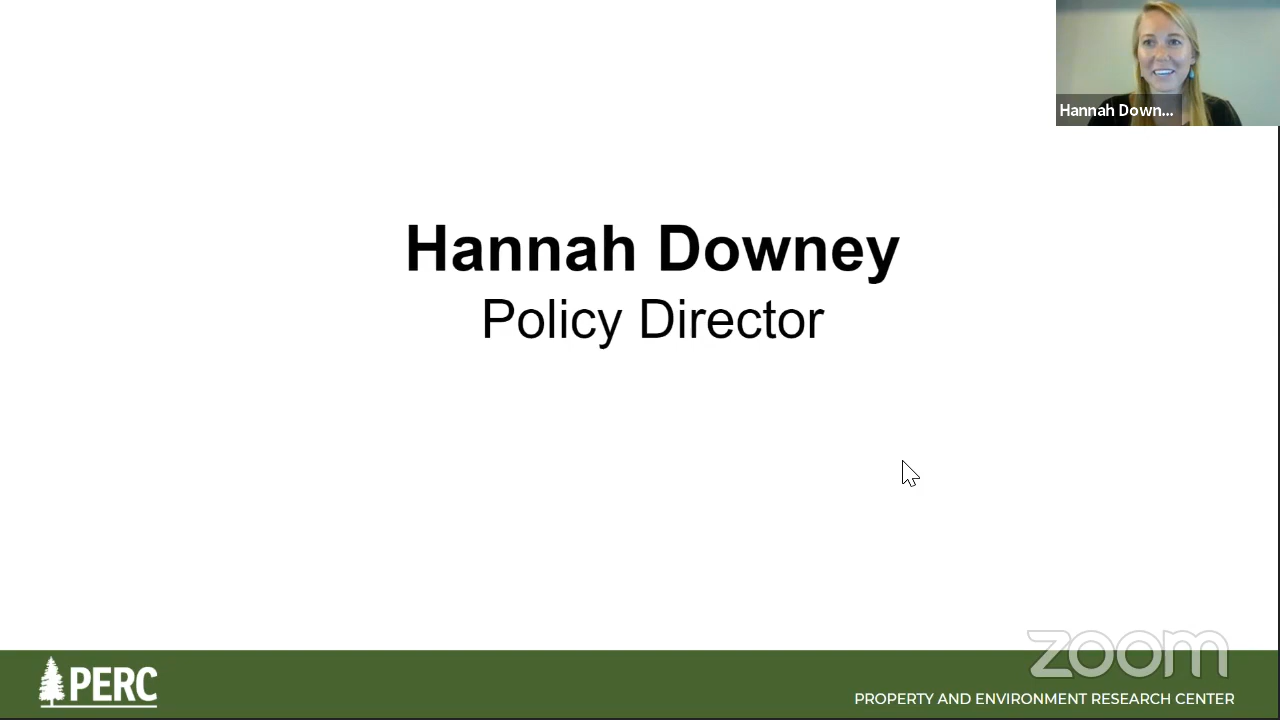 Hannah Down...
Hannah Downey
Policy Director
zoom
PERC
PROPERTY AND ENVIRONMENT RESEARCH CENTER